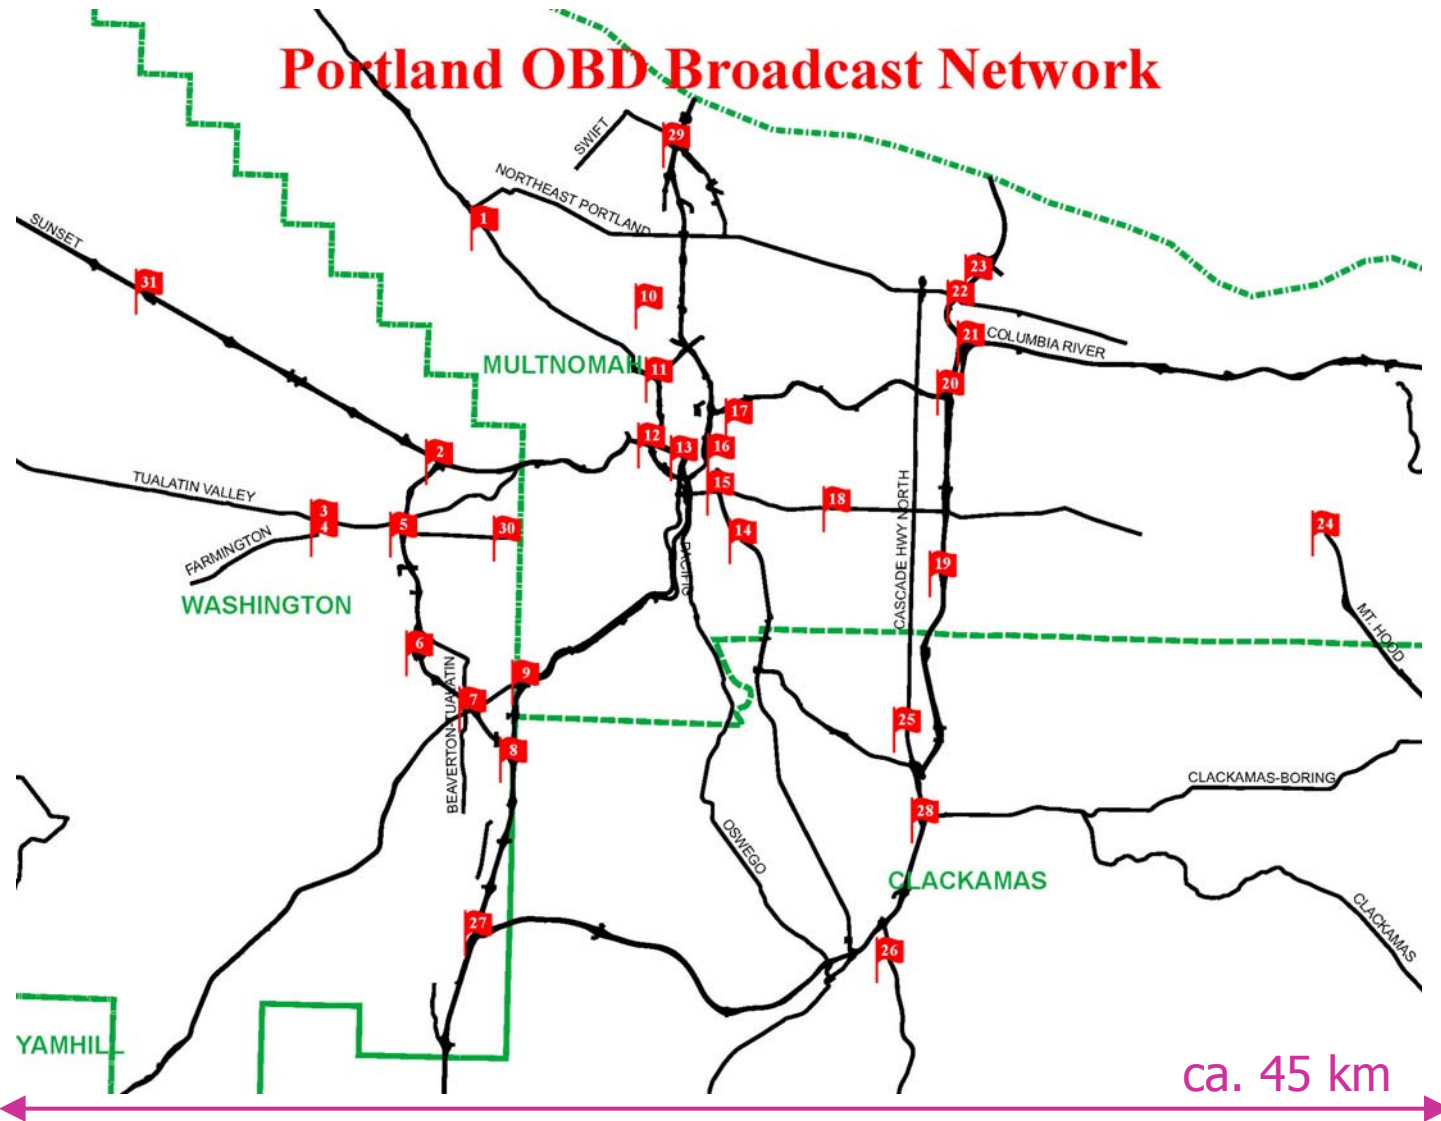 Portland OBD Broadcast Network
29
SWIFT
NORTHEAST PORTLAND
1
SUNSET
31
23
22
10
21
COLUMBIA RIVER
MULTNOMAH
11
20
17
2
12
13
16
TUALATIN VALLEY
15
18
3
4
5
30
14
24
FARMINGTON
PACIFIC
CASCADE HWY NORTH
19
WASHINGTON
MT. HOOD
6
BEAVERTON-TUALATIN
9
7
25
8
CLACKAMAS-BORING
28
OSWEGO
CLACKAMAS
27
CLACKAMAS
26
YAMHILL
ca. 45 km